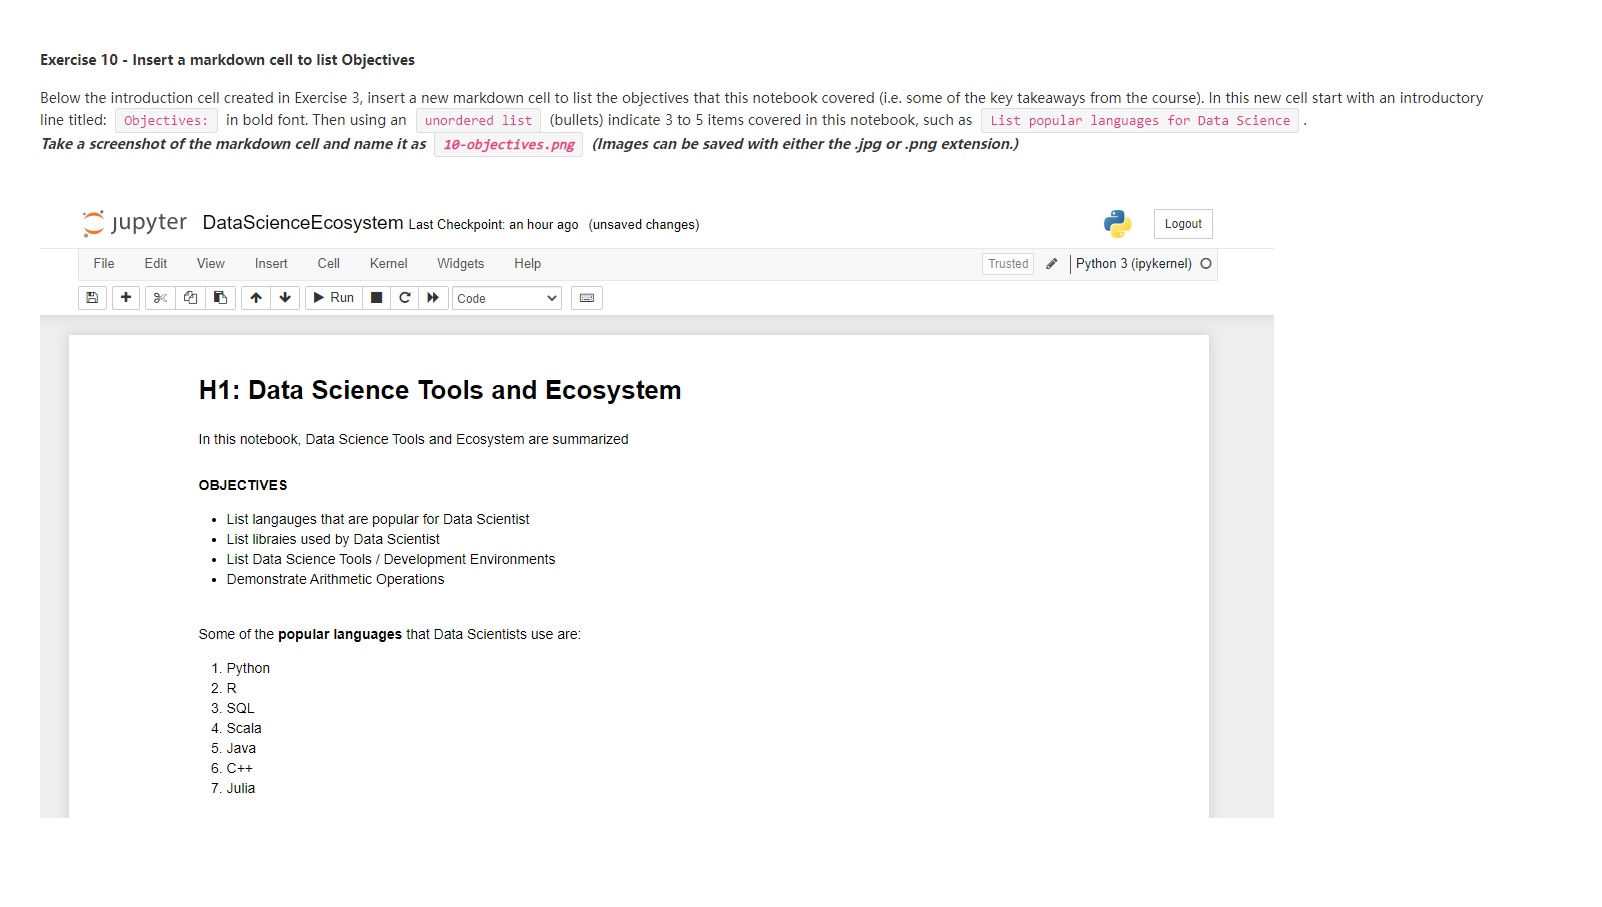 Exercise 10 - Insert a markdown cell to list Objectives
Below the introduction cell created in Exercise 3, insert a new markdown cell to list the objectives that this notebook covered (i.e. some of the key takeaways from the course). In this new cell start with an introductory
line titled: Objectives: in bold font. Then using an unordered list (bullets) indicate 3 to 5 items covered in this notebook, such as List popular languages for Data Science .
Take a screenshot of the markdown cell and name it as 10-objectives.png (Images can be saved with either the .jpg or .png extension.)
jupyter DataScienceEcosystem Last Checkpoint: an hour ago (unsaved changes) Logout
File Edit View Insert Cell Kernel Widgets Help Trusted Python 3 (ipykernel)
Run Code
H1: Data Science Tools and Ecosystem
In this notebook, Data Science Tools and Ecosystem are summarized
OBJECTIVES
• List langauges that are popular for Data Scientist
• List libraies used by Data Scientist
• List Data Science Tools / Development Environments
• Demonstrate Arithmetic Operations
Some of the popular languages that Data Scientists use are:
1. Python
2. R
3. SQL
4. Scala
5. Java
6. C++
7. Julia